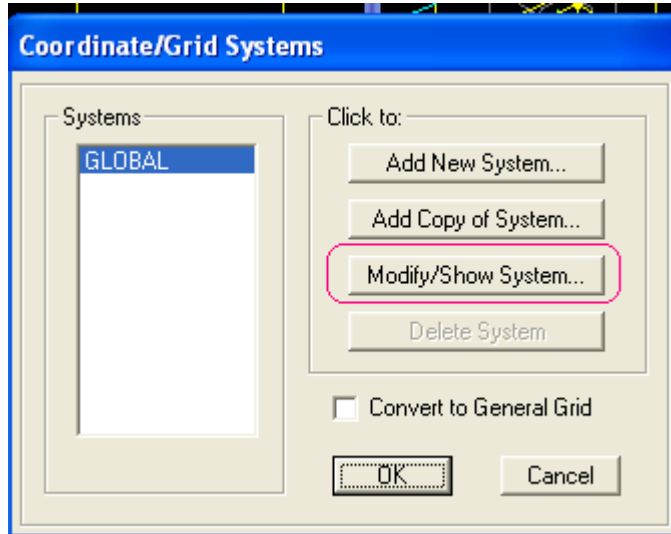 Coordinate/Grid Systems
Systems
GLOBAL
Click to:
Add New System...
Add Copy of System...
Modify/Show System...
Delete System
Convert to General Grid
OK
Cancel